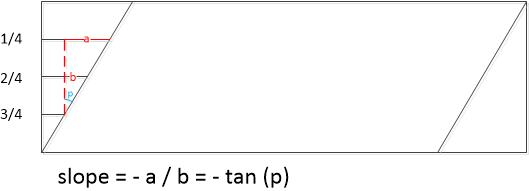 1/4
a
2/4
b
p
3/4
slope = - a / b = - tan (p)